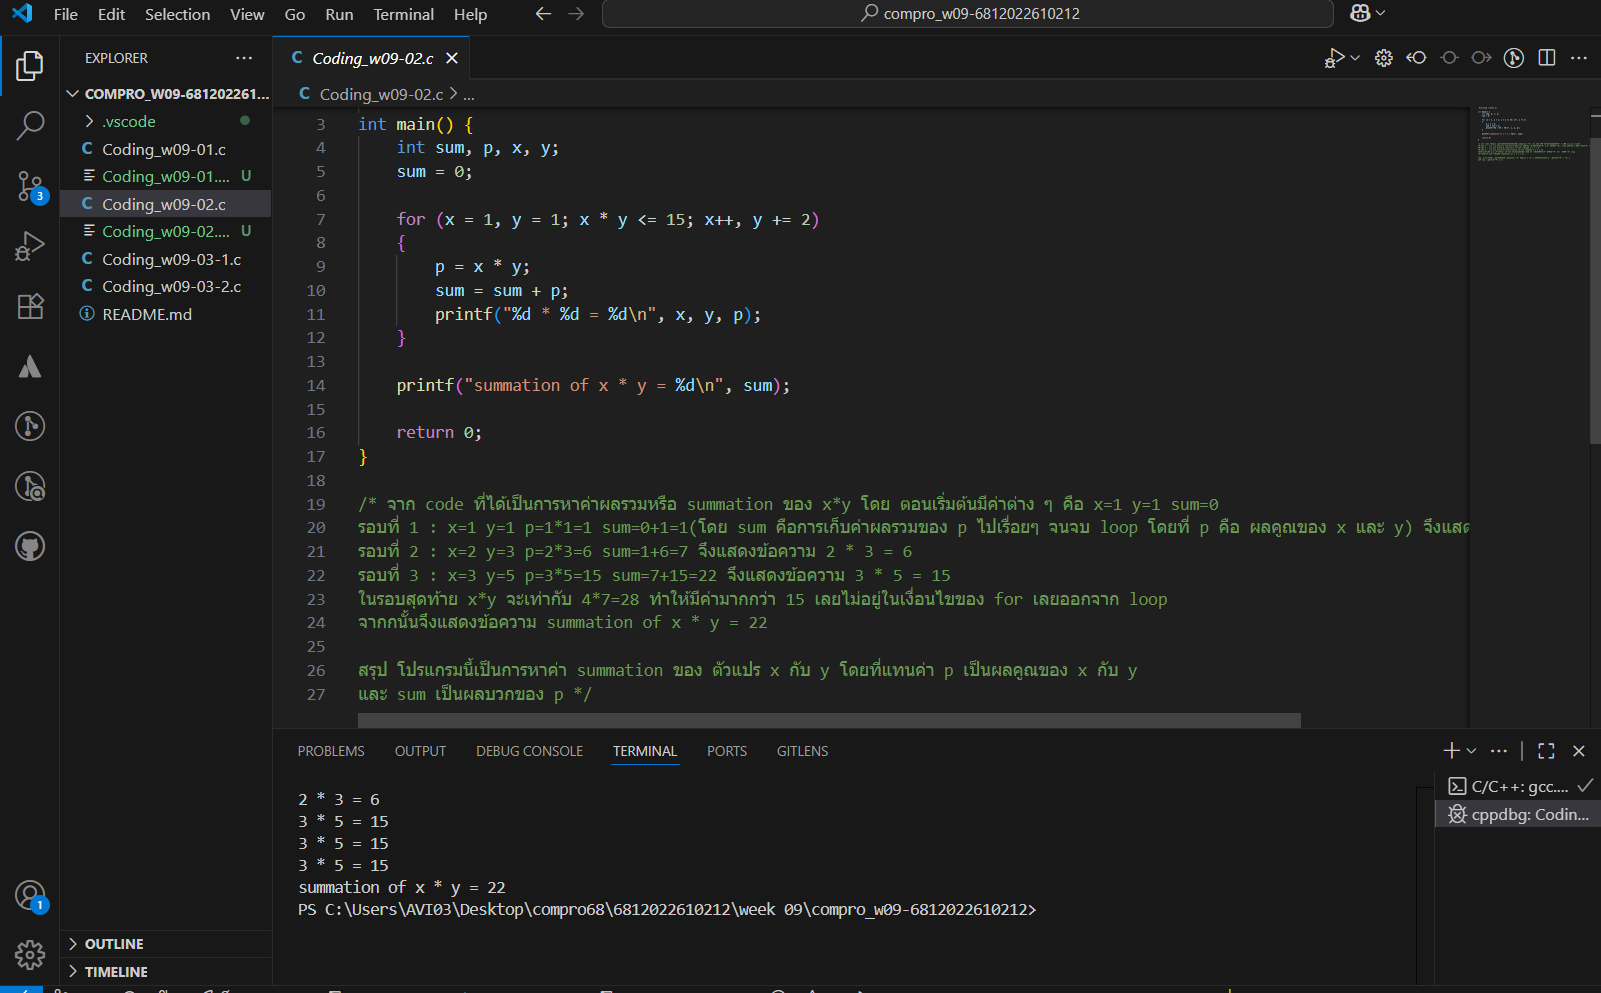 File Edit Selection View Go Run Terminal Help
compro_w09-6812022610212
EXPLORER
COMPRO_W09-681202261...
.vscode
Coding_w09-01.c
Coding_w09-01.... U
Coding_w09-02.c
Coding_w09-02.... U
Coding_w09-03-1.c
Coding_w09-03-2.c
README.md
3
1
OUTLINE
TIMELINE
Coding_w09-02.c
Coding_w09-02.c > ...
3 int main() {
4 int sum, p, x, y;
5 sum = 0;
6
7 for (x = 1, y = 1; x * y <= 15; x++, y += 2)
8 {
9 p = x * y;
10 sum = sum + p;
11 printf("%d * %d = %d\n", x, y, p);
12 }
13
14 printf("summation of x * y = %d\n", sum);
15
16 return 0;
17 }
18
19 /* จาก code ที่ได้เป็นการหาค่าผลรวมหรือ summation ของ x*y โดย ตอนเริ่มต้นมีค่าต่าง ๆ คือ x=1 y=1 sum=0
20 รอบที่ 1 : x=1 y=1 p=1*1=1 sum=0+1=1(โดย sum คือการเก็บค่าผลรวมของ p ไปเรื่อยๆ จนจบ loop โดยที่ p คือ ผลคูณของ x และ y) จึงแสด
21 รอบที่ 2 : x=2 y=3 p=2*3=6 sum=1+6=7 จึงแสดงข้อความ 2 * 3 = 6
22 รอบที่ 3 : x=3 y=5 p=3*5=15 sum=7+15=22 จึงแสดงข้อความ 3 * 5 = 15
23 ในรอบสุดท้าย x*y จะเท่ากับ 4*7=28 ทำให้มีค่ามากกว่า 15 เลยไม่อยู่ในเงื่อนไขของ for เลยออกจาก loop
24 จากกนั้นจึงแสดงข้อความ summation of x * y = 22
25
26 สรุป โปรแกรมนี้เป็นการหาค่า summation ของ ตัวแปร x กับ y โดยที่แทนค่า p เป็นผลคูณของ x กับ y
27 และ sum เป็นผลบวกของ p */
PROBLEMS OUTPUT DEBUG CONSOLE TERMINAL PORTS GITLENS
2 * 3 = 6
3 * 5 = 15
3 * 5 = 15
3 * 5 = 15
summation of x * y = 22
PS C:\Users\AVI03\Desktop\compro68\6812022610212\week 09\compro_w09-6812022610212>
C/C++: gcc....
cppdbg: Codin...